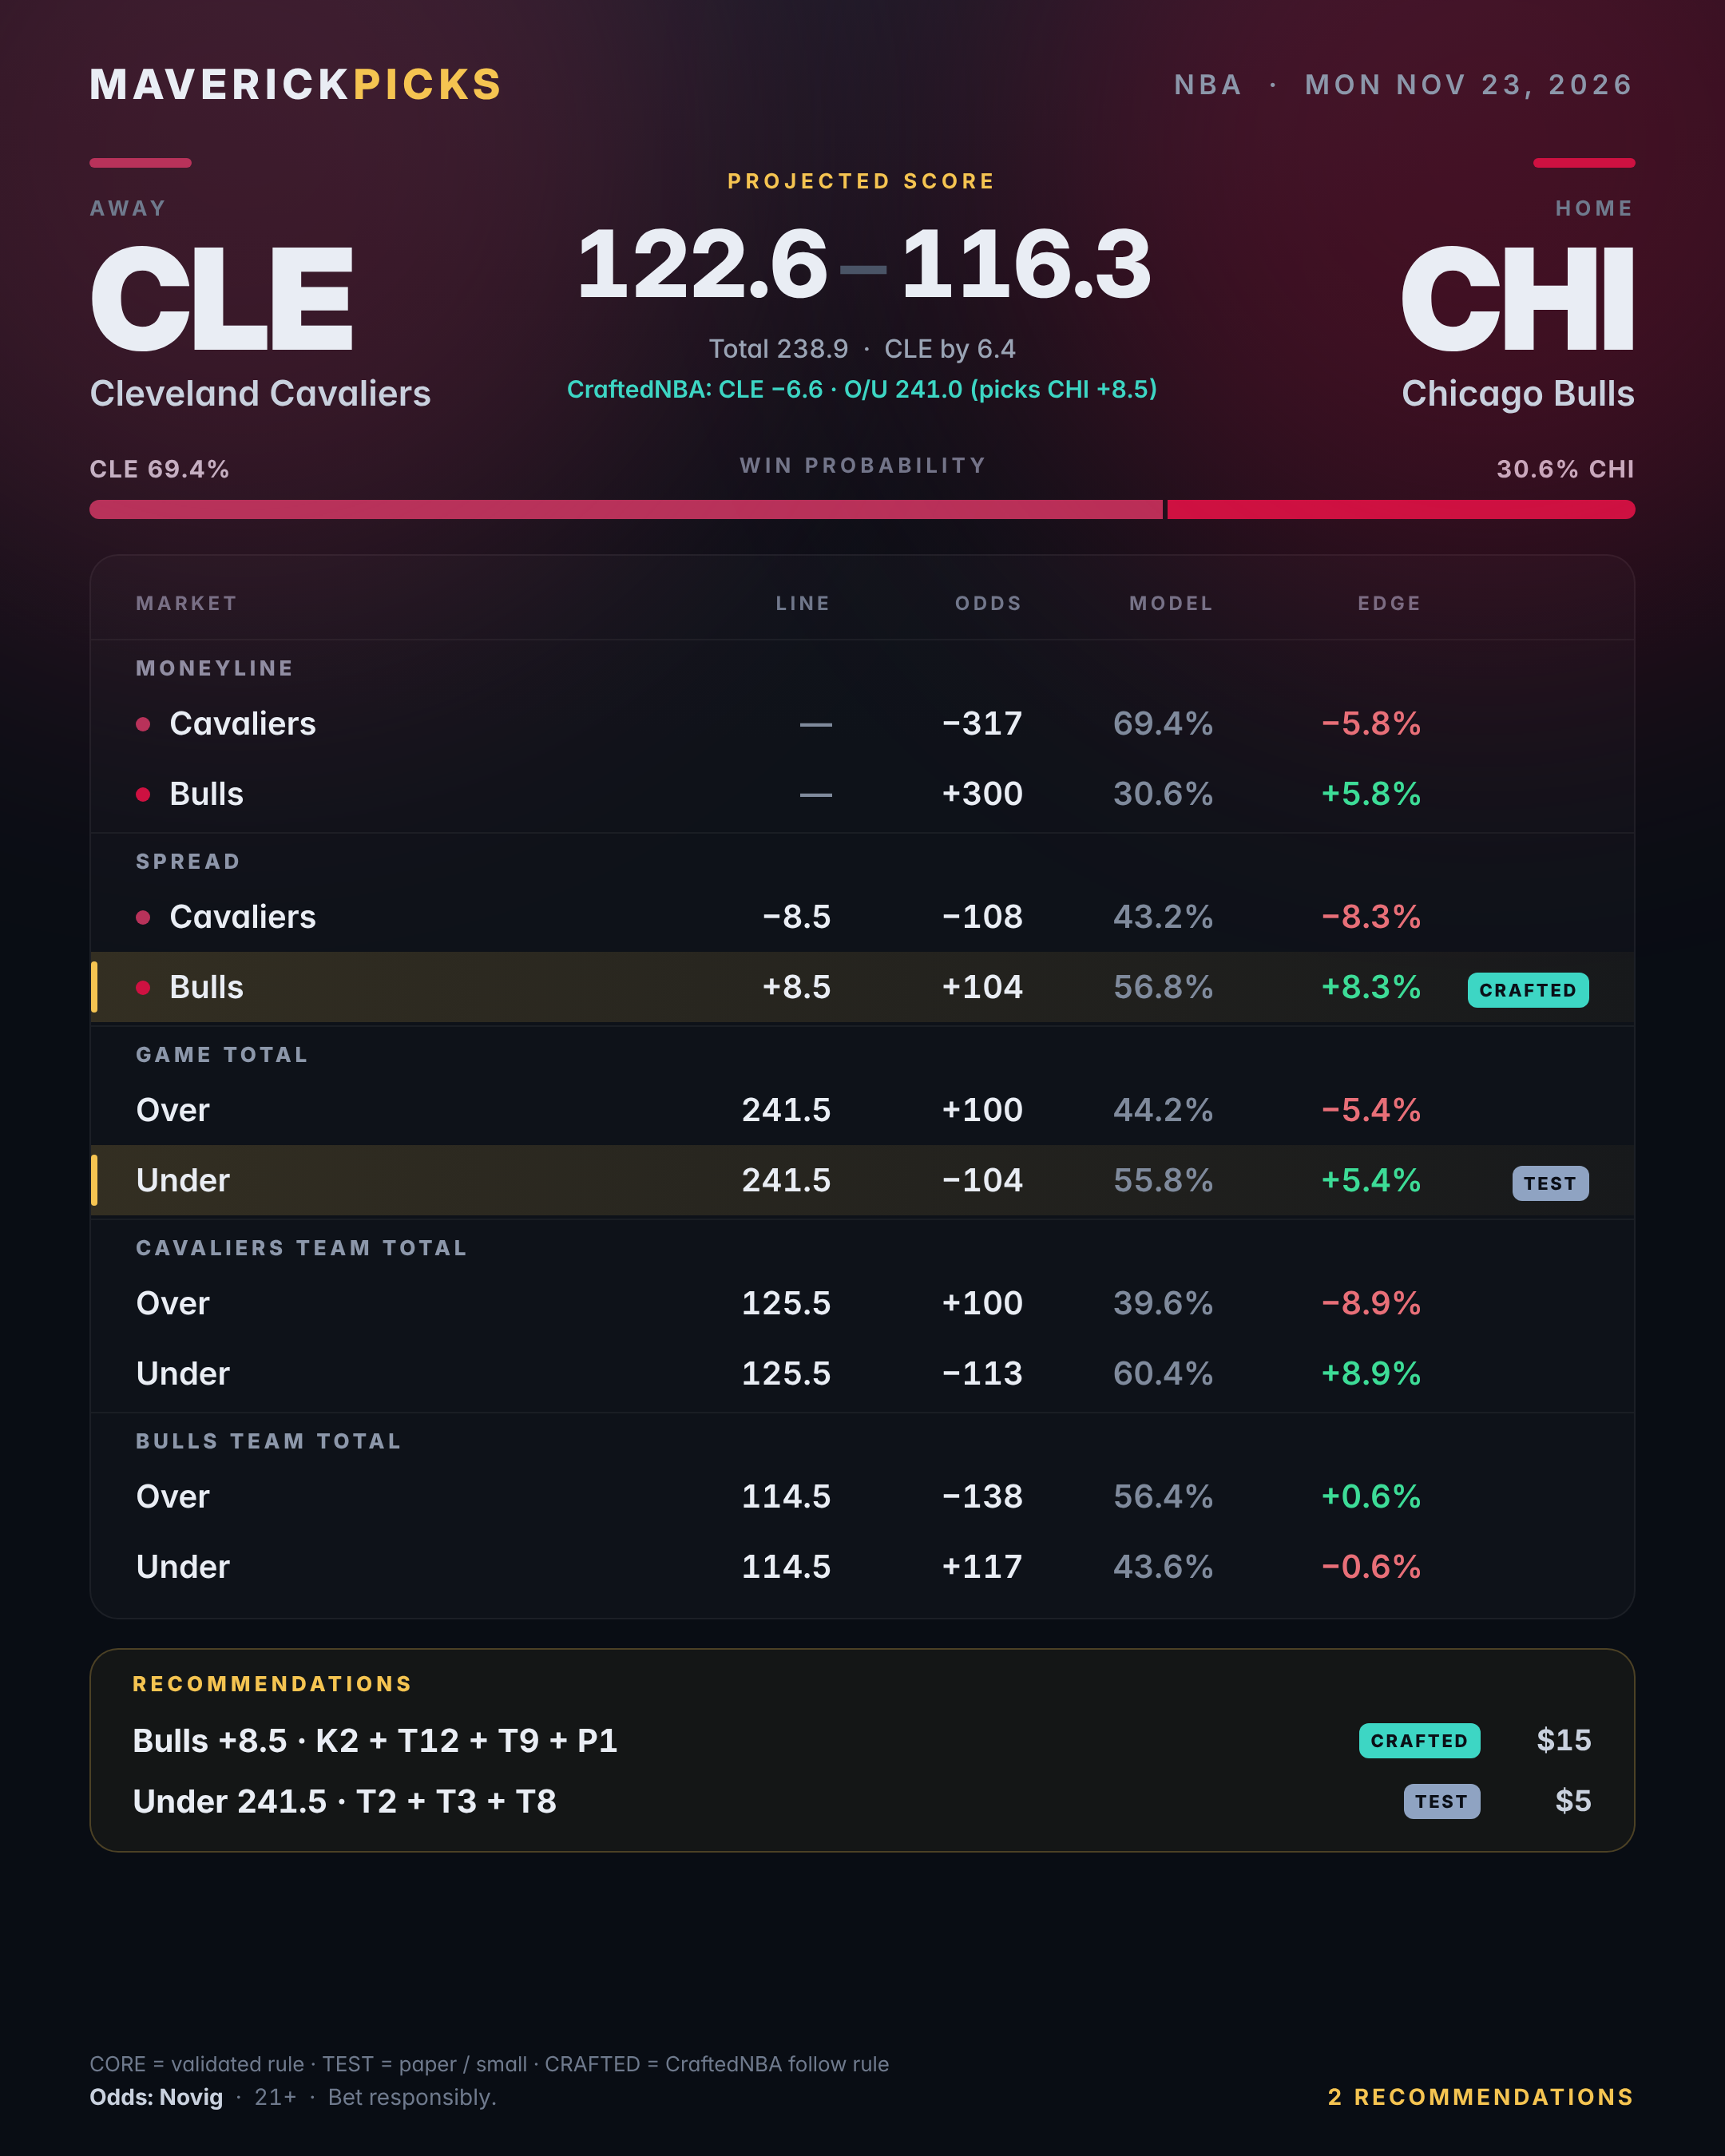 MAVERICKPICKS
NBA · MON NOV 23, 2026
AWAY
CLE
Cleveland Cavaliers
PROJECTED SCORE
122.6–116.3
Total 238.9 · CLE by 6.4
CraftedNBA: CLE −6.6 · O/U 241.0 (picks CHI +8.5)
HOME
CHI
Chicago Bulls
CLE 69.4% WIN PROBABILITY 30.6% CHI
MARKET LINE ODDS MODEL EDGE
MONEYLINE
Cavaliers — −317 69.4% −5.8%
Bulls — +300 30.6% +5.8%
SPREAD
Cavaliers −8.5 −108 43.2% −8.3%
Bulls +8.5 +104 56.8% +8.3% CRAFTED
GAME TOTAL
Over 241.5 +100 44.2% −5.4%
Under 241.5 −104 55.8% +5.4% TEST
CAVALIERS TEAM TOTAL
Over 125.5 +100 39.6% −8.9%
Under 125.5 −113 60.4% +8.9%
BULLS TEAM TOTAL
Over 114.5 −138 56.4% +0.6%
Under 114.5 +117 43.6% −0.6%
RECOMMENDATIONS
Bulls +8.5 · K2 + T12 + T9 + P1 CRAFTED $15
Under 241.5 · T2 + T3 + T8 TEST $5
CORE = validated rule · TEST = paper / small · CRAFTED = CraftedNBA follow rule
Odds: Novig · 21+ · Bet responsibly.
2 RECOMMENDATIONS